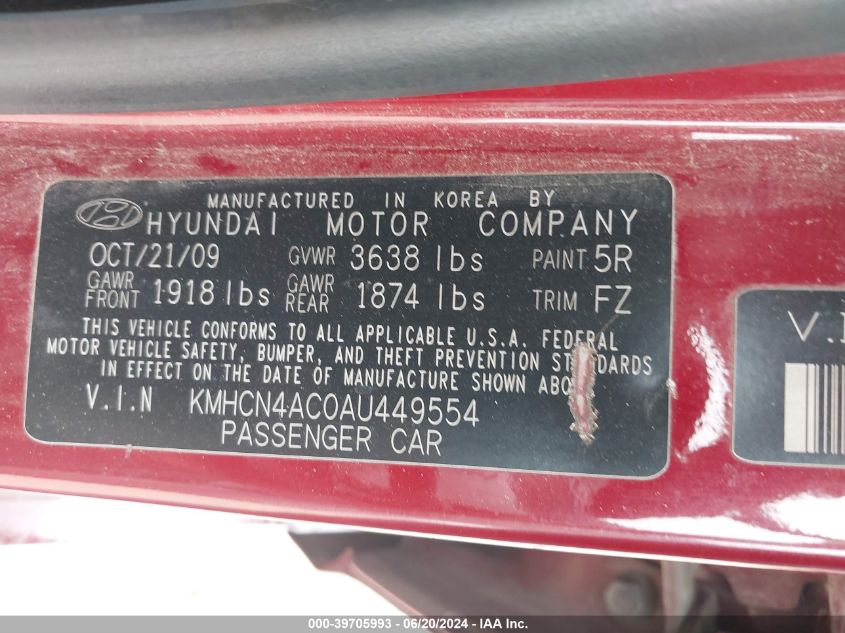 MANUFACTURED IN KOREA BY
HYUNDAI MOTOR COMPANY
OCT/21/09 GVWR 3638 lbs PAINT 5R
GAWR FRONT 1918 lbs GAWR REAR 1874 lbs TRIM FZ
THIS VEHICLE CONFORMS TO ALL APPLICABLE U.S.A. FEDERAL
MOTOR VEHICLE SAFETY, BUMPER, AND THEFT PREVENTION STANDARDS
IN EFFECT ON THE DATE OF MANUFACTURE SHOWN ABOVE
V.I.N KMHCN4AC0AU449554
PASSENGER CAR
V.I
000-39705993 - 06/20/2024 - IAA Inc.